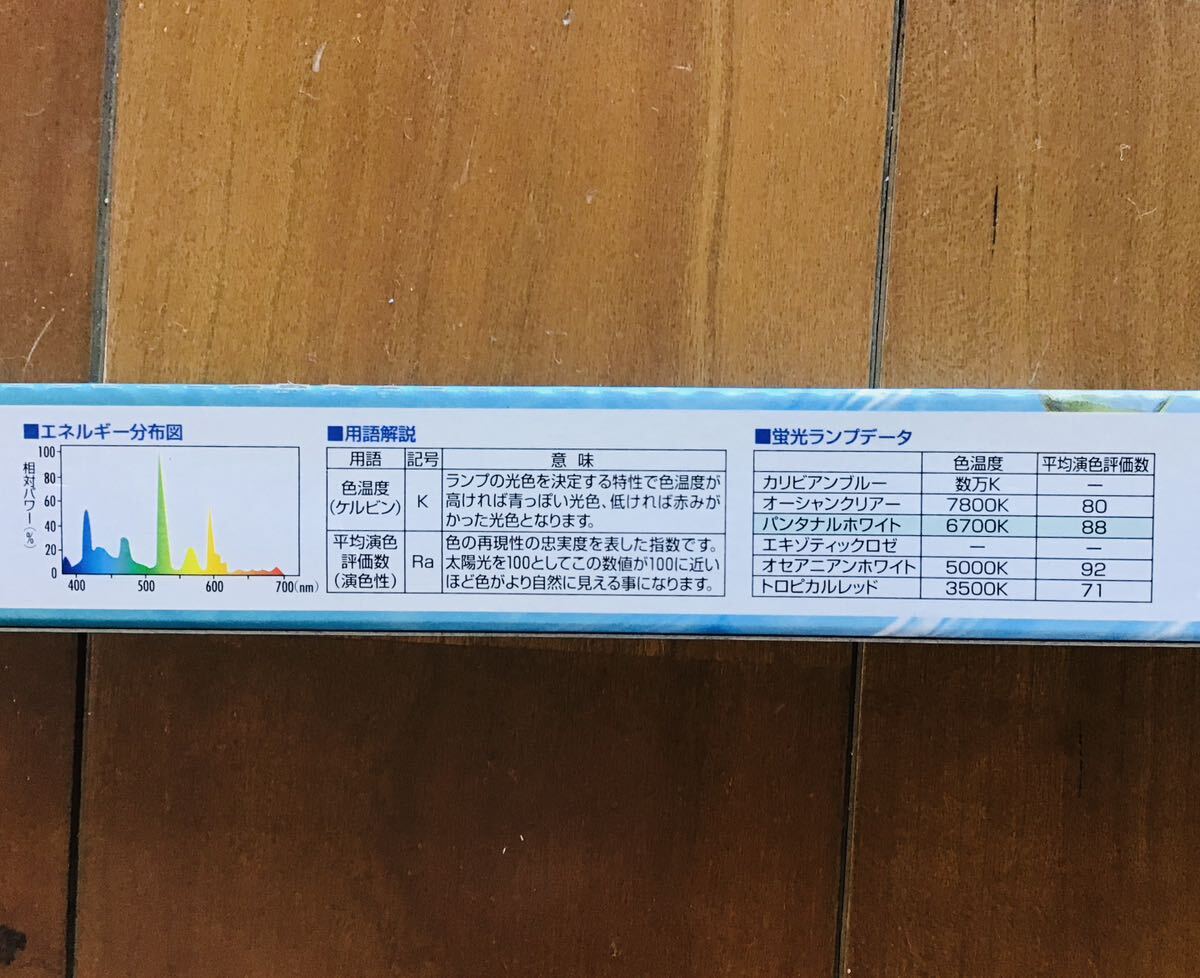 ■エネルギー分布図
相対パワー(%)
100
80
60
40
20
0
400 500 600 700(nm)
■用語解説
用語 記号 意味
色温度
(ケルビン)
K
ランプの光色を決定する特性で色温度が
高ければ青っぽい光色、低ければ赤みが
かった光色となります。
平均演色
評価数
(演色性)
Ra
色の再現性の忠実度を表した指数です。
太陽光を100としてこの数値が100に近い
ほど色がより自然に見える事になります。
■蛍光ランプデータ
色温度 平均演色評価数
カリビアンブルー 数万K ―
オーシャンクリアー 7800K 80
パンタナルホワイト 6700K 88
エキゾティックロゼ ― ―
オセアニアンホワイト 5000K 92
トロピカルレッド 3500K 71